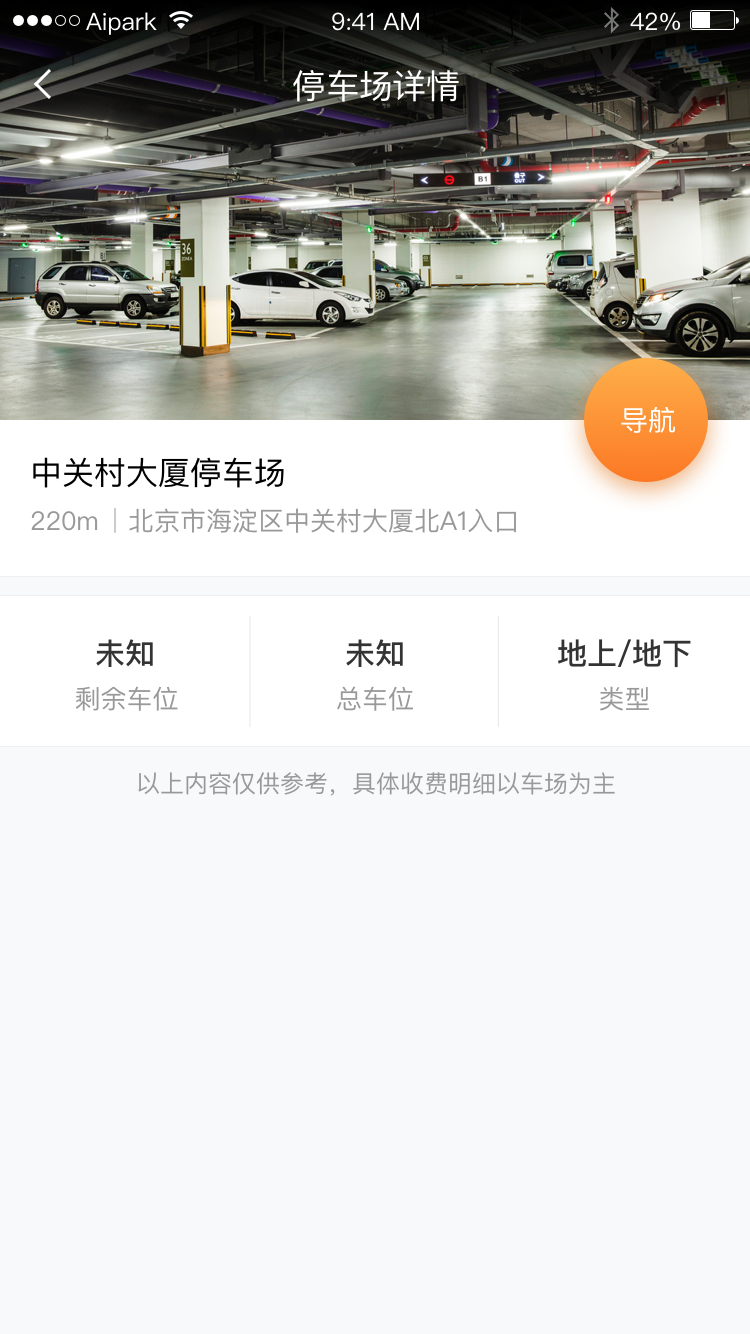 Aipark 9:41 AM 42%
停车场详情
B1
OUT
36
导航
中关村大厦停车场
220m｜北京市海淀区中关村大厦北A1入口
未知 未知 地上/地下
剩余车位 总车位 类型
以上内容仅供参考，具体收费明细以车场为主